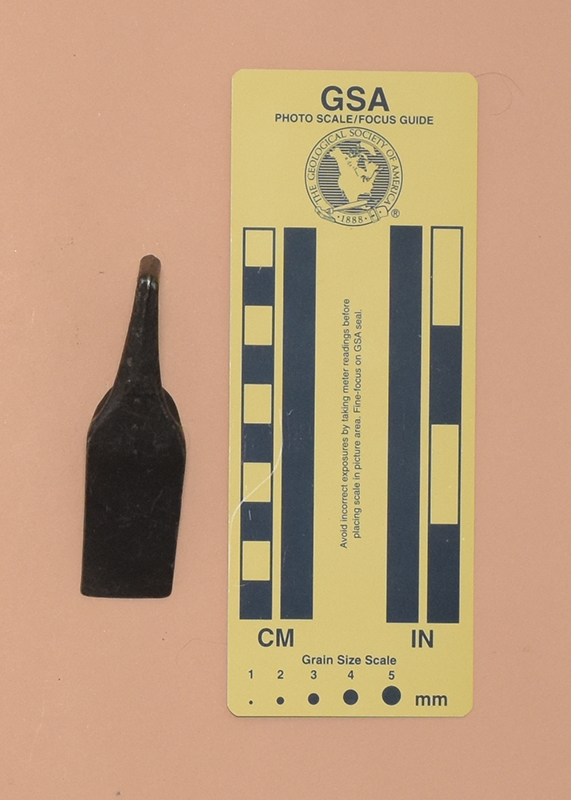 GSA
PHOTO SCALE/FOCUS GUIDE
THE GEOLOGICAL SOCIETY OF AMERICA
·1888·
®
Avoid incorrect exposures by taking meter readings before
placing scale in picture area. Fine-focus on GSA seal.
CM IN
Grain Size Scale
1 2 3 4 5
mm